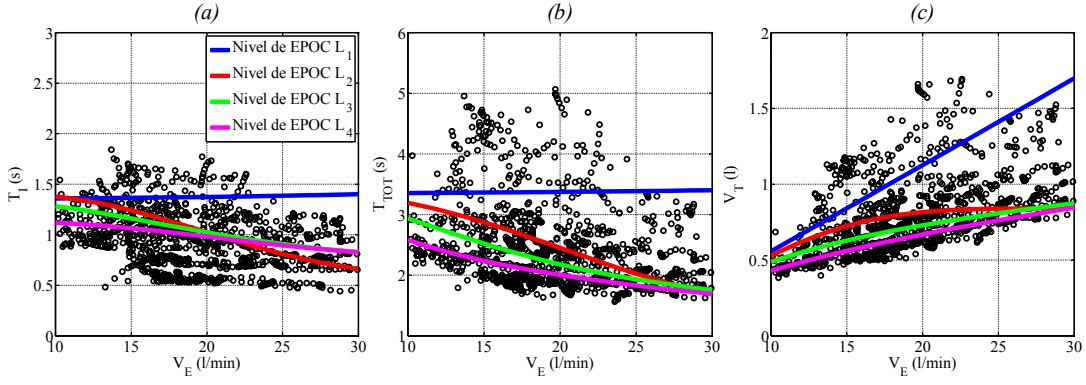 (a)
3
2.5
2
1.5
1
0.5
0
T_I (s)
10 15 20 25 30
V_E (l/min)
Nivel de EPOC L_1
Nivel de EPOC L_2
Nivel de EPOC L_3
Nivel de EPOC L_4
(b)
6
5
4
3
2
1
T_TOT (s)
10 15 20 25 30
V_E (l/min)
(c)
2
1.5
1
0.5
0
V_T (l)
10 15 20 25 30
V_E (l/min)